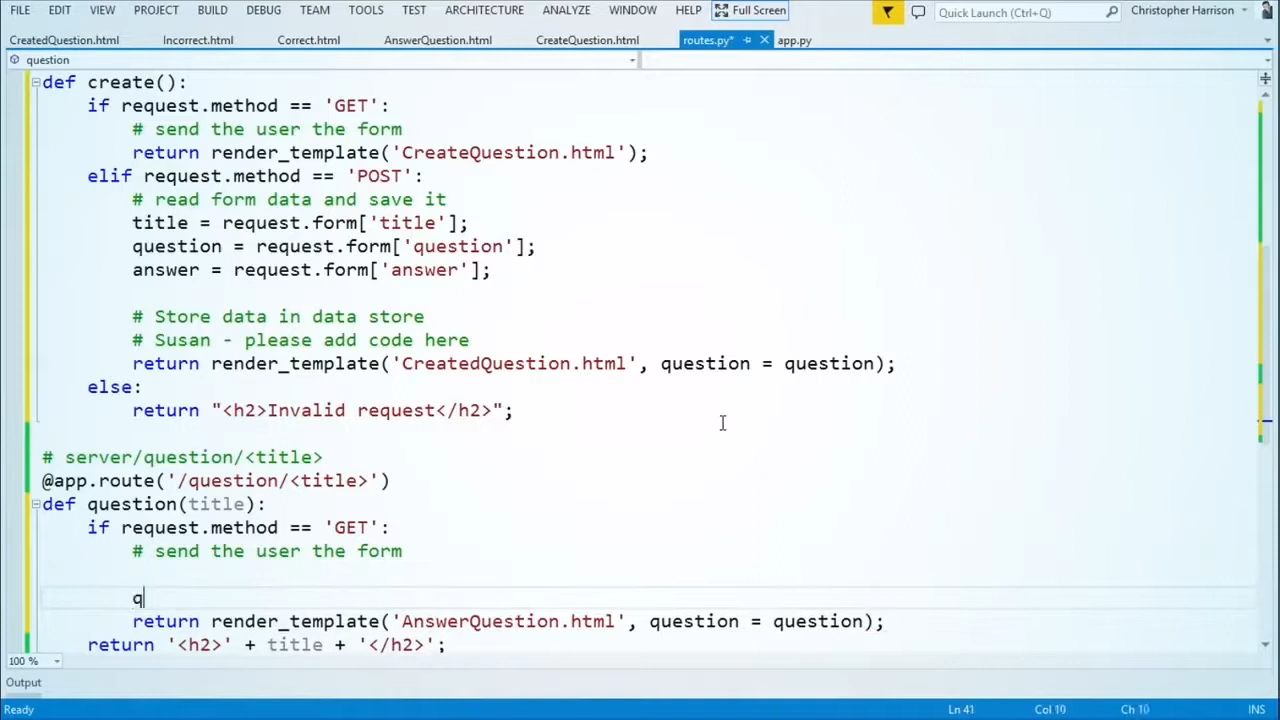 FILE EDIT VIEW PROJECT BUILD DEBUG TEAM TOOLS TEST ARCHITECTURE ANALYZE WINDOW HELP Full Screen Quick Launch (Ctrl+Q) Christopher Harrison
CreatedQuestion.html Incorrect.html Correct.html AnswerQuestion.html CreateQuestion.html routes.py* app.py
question
def create():
if request.method == 'GET':
# send the user the form
return render_template('CreateQuestion.html');
elif request.method == 'POST':
# read form data and save it
title = request.form['title'];
question = request.form['question'];
answer = request.form['answer'];
# Store data in data store
# Susan - please add code here
return render_template('CreatedQuestion.html', question = question);
else:
return "<h2>Invalid request</h2>";
# server/question/<title>
@app.route('/question/<title>')
def question(title):
if request.method == 'GET':
# send the user the form
q
return render_template('AnswerQuestion.html', question = question);
return '<h2>' + title + '</h2>';
100 %
Output
Ready Ln 41 Col 10 Ch 10 INS